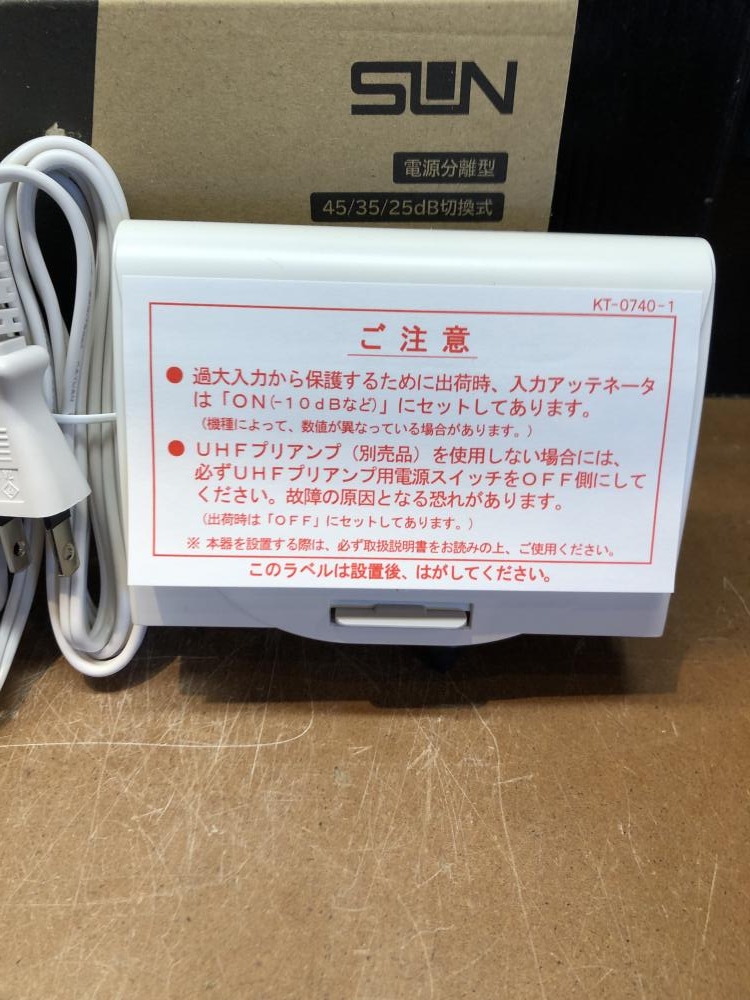 SUN
電源分離型
45/35/25dB切換式
KT-0740-1
ご注意
● 過大入力から保護するために出荷時、入力アッテネータ
は「ON(-10dBなど)」にセットしてあります。
（機種によって、数値が異なっている場合があります。）
● UHFプリアンプ（別売品）を使用しない場合には、
必ずUHFプリアンプ用電源スイッチをOFF側にして
ください。故障の原因となる恐れがあります。
（出荷時は「OFF」にセットしてあります。）
※ 本器を設置する際は、必ず取扱説明書をお読みの上、ご使用ください。
このラベルは設置後、はがしてください。